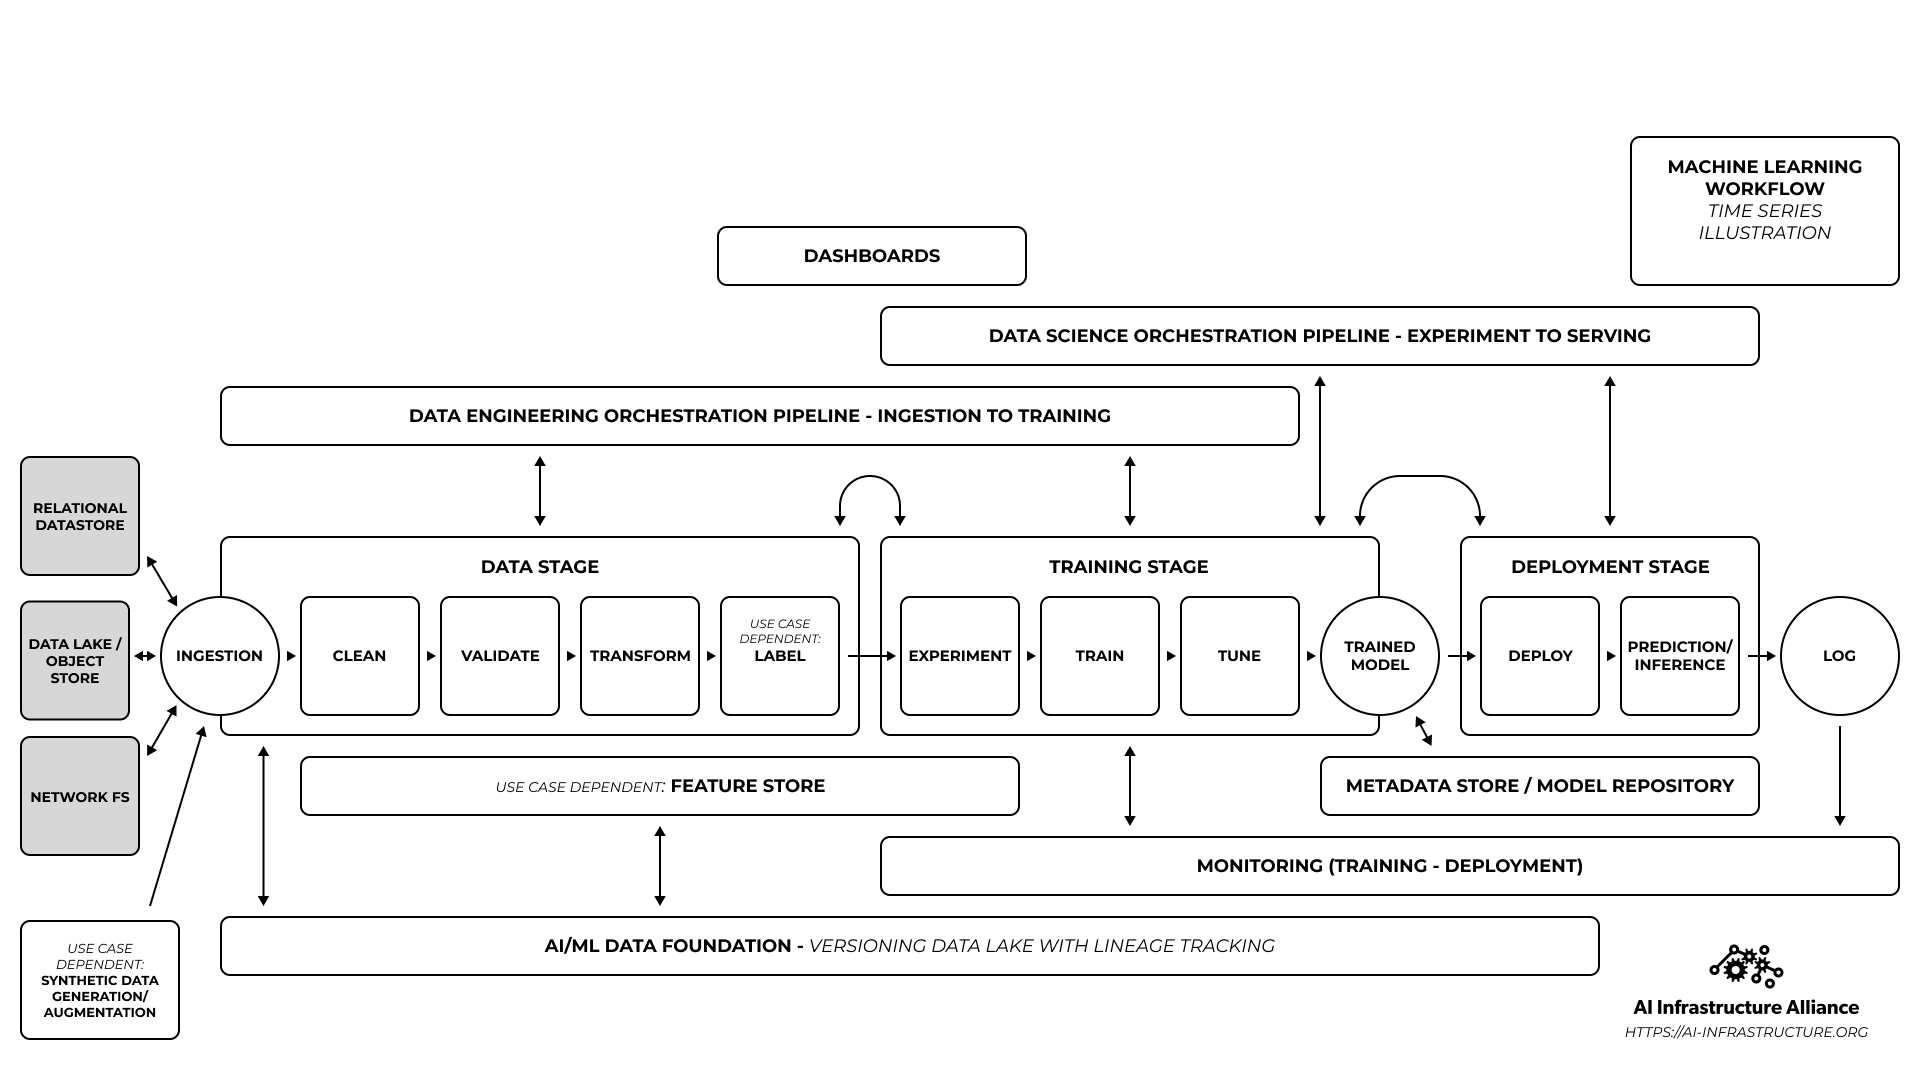 MACHINE LEARNING
WORKFLOW
TIME SERIES
ILLUSTRATION
DASHBOARDS
DATA SCIENCE ORCHESTRATION PIPELINE - EXPERIMENT TO SERVING
DATA ENGINEERING ORCHESTRATION PIPELINE - INGESTION TO TRAINING
RELATIONAL
DATASTORE
DATA LAKE /
OBJECT
STORE
NETWORK FS
INGESTION
DATA STAGE
CLEAN
VALIDATE
TRANSFORM
USE CASE
DEPENDENT:
LABEL
TRAINING STAGE
EXPERIMENT
TRAIN
TUNE
TRAINED
MODEL
DEPLOYMENT STAGE
DEPLOY
PREDICTION/
INFERENCE
LOG
USE CASE DEPENDENT: FEATURE STORE
METADATA STORE / MODEL REPOSITORY
MONITORING (TRAINING - DEPLOYMENT)
AI/ML DATA FOUNDATION - VERSIONING DATA LAKE WITH LINEAGE TRACKING
USE CASE
DEPENDENT:
SYNTHETIC DATA
GENERATION/
AUGMENTATION
AI Infrastructure Alliance
HTTPS://AI-INFRASTRUCTURE.ORG